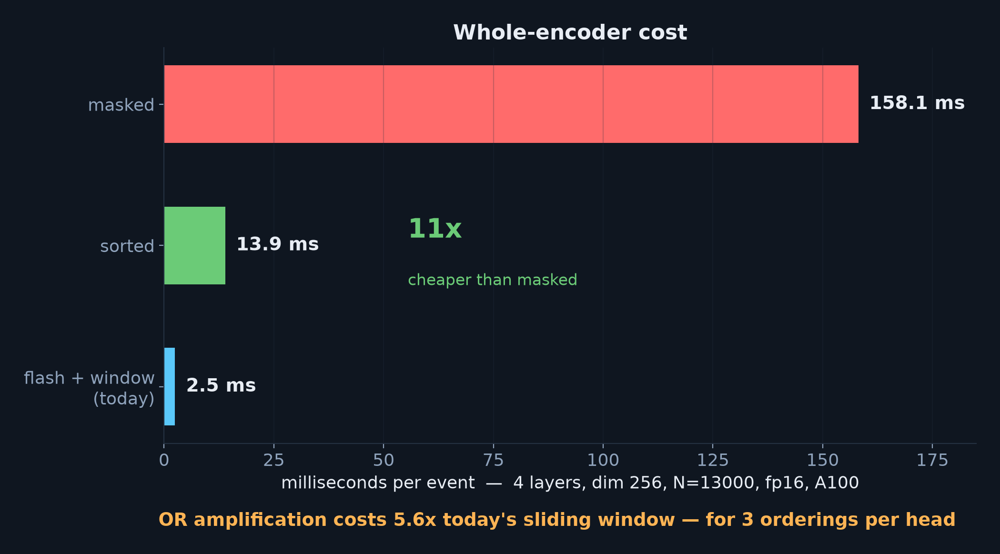 Whole-encoder cost
masked
158.1 ms
sorted
13.9 ms
11x
cheaper than masked
flash + window
(today)
2.5 ms
0 25 50 75 100 125 150 175
milliseconds per event — 4 layers, dim 256, N=13000, fp16, A100
OR amplification costs 5.6x today's sliding window — for 3 orderings per head